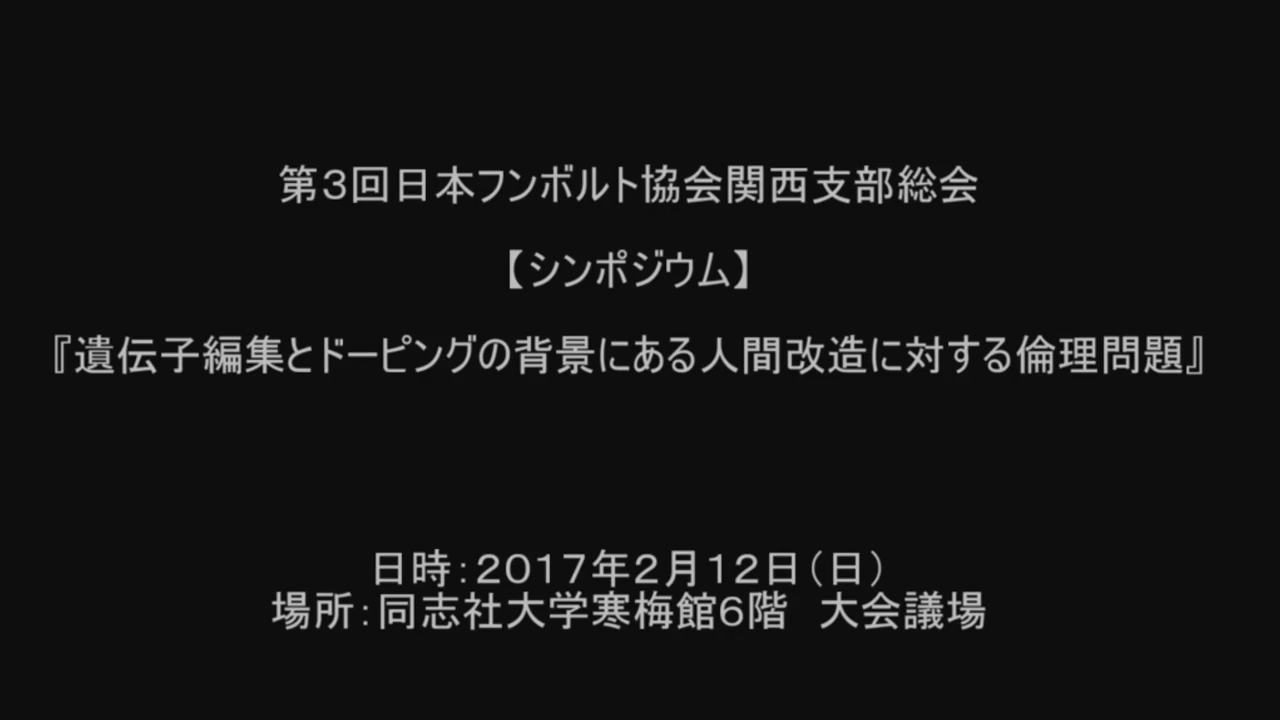 第３回日本フンボルト協会関西支部総会
【シンポジウム】
『遺伝子編集とドーピングの背景にある人間改造に対する倫理問題』
日時：２０１７年２月１２日（日）
場所：同志社大学寒梅館６階　大会議場